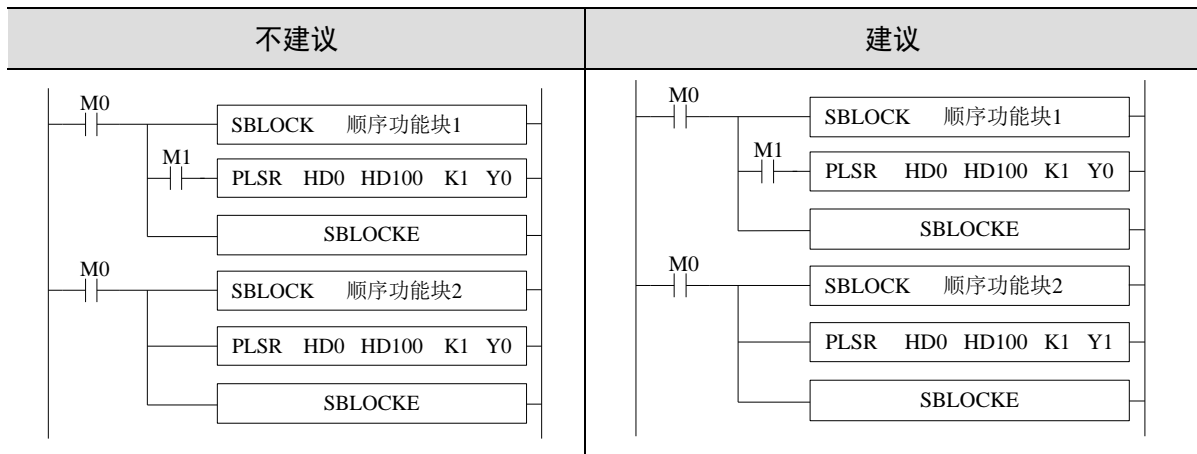 不建议
建议
M0
SBLOCK 顺序功能块1
M1
PLSR HD0 HD100 K1 Y0
SBLOCKE
M0
SBLOCK 顺序功能块2
PLSR HD0 HD100 K1 Y0
SBLOCKE
M0
SBLOCK 顺序功能块1
M1
PLSR HD0 HD100 K1 Y0
SBLOCKE
M0
SBLOCK 顺序功能块2
PLSR HD0 HD100 K1 Y1
SBLOCKE